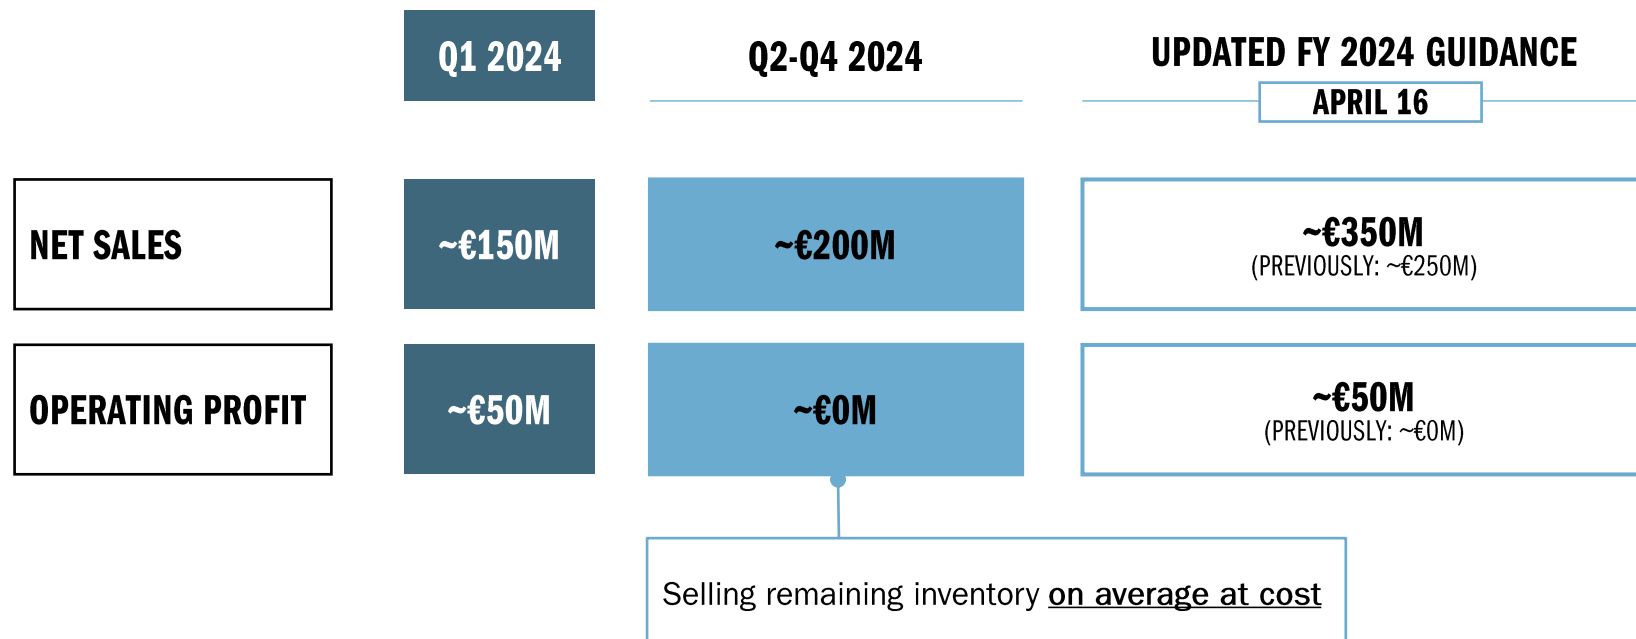 Q1 2024
Q2-Q4 2024
UPDATED FY 2024 GUIDANCE
APRIL 16
NET SALES
~€150M
~€200M
~€350M
(PREVIOUSLY: ~€250M)
OPERATING PROFIT
~€50M
~€0M
~€50M
(PREVIOUSLY: ~€0M)
Selling remaining inventory on average at cost